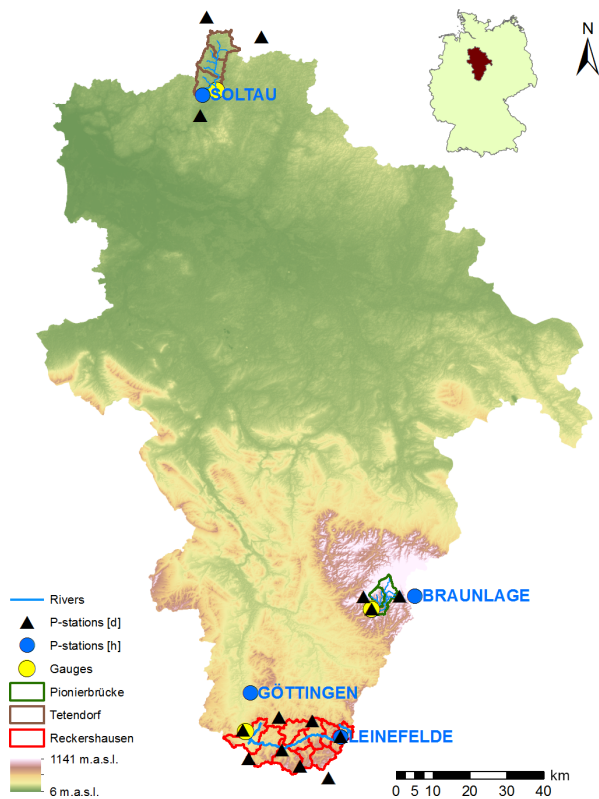 N
SOLTAU
BRAUNLAGE
GÖTTINGEN
LEINEFELDE
Rivers
P-stations [d]
P-stations [h]
Gauges
Pionierbrücke
Tetendorf
Reckershausen
1141 m.a.s.l.
6 m.a.s.l.
0 5 10 20 30 40
km